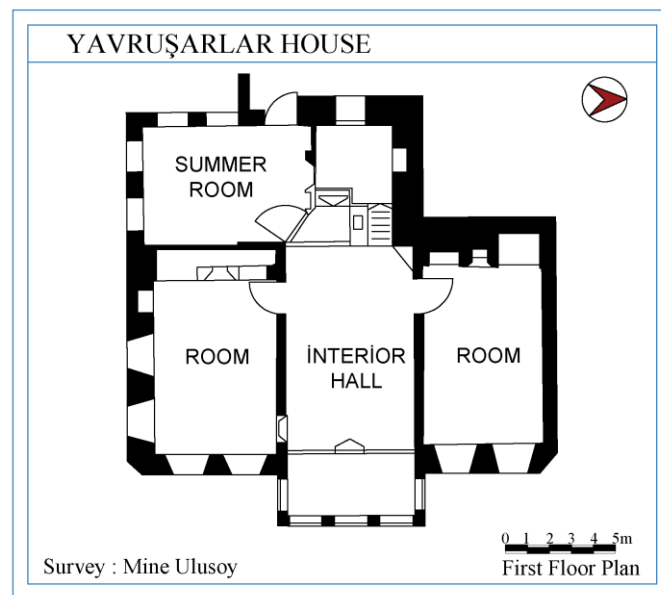 YAVRUŞARLAR HOUSE
SUMMER
ROOM
ROOM
İNTERİOR
HALL
ROOM
0 1 2 3 4 5m
Survey : Mine Ulusoy
First Floor Plan